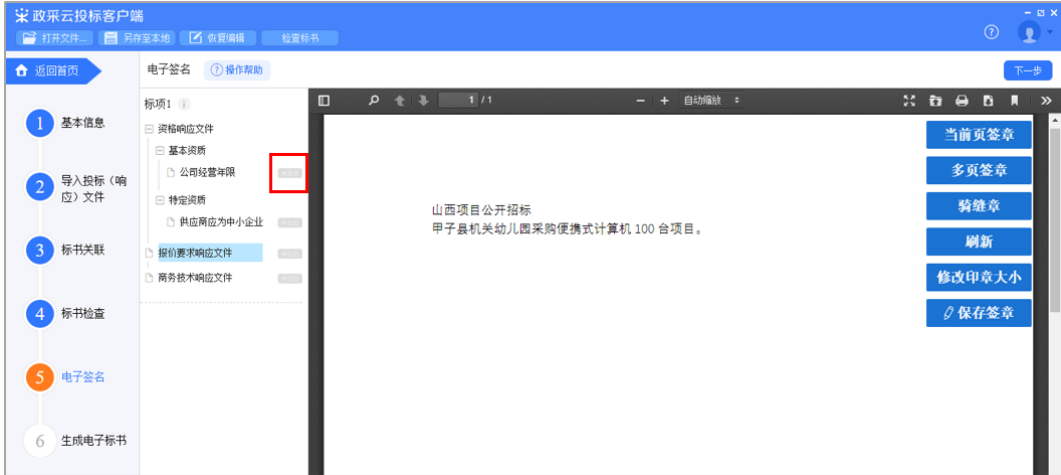 政采云投标客户端
打开文件... 另存至本地 恢复编辑 检查标书
返回首页
电子签名 操作帮助
下一步
1 基本信息
2 导入投标（响
应）文件
3 标书关联
4 标书检查
5 电子签名
6 生成电子标书
标项1
资格响应文件
基本资质
公司经营年限
特定资质
供应商应为中小企业
报价要求响应文件
商务技术响应文件
1 / 1
自动缩放
山西项目公开招标
甲子县机关幼儿园采购便携式计算机 100 台项目。
当前页签章
多页签章
骑缝章
刷新
修改印章大小
保存签章